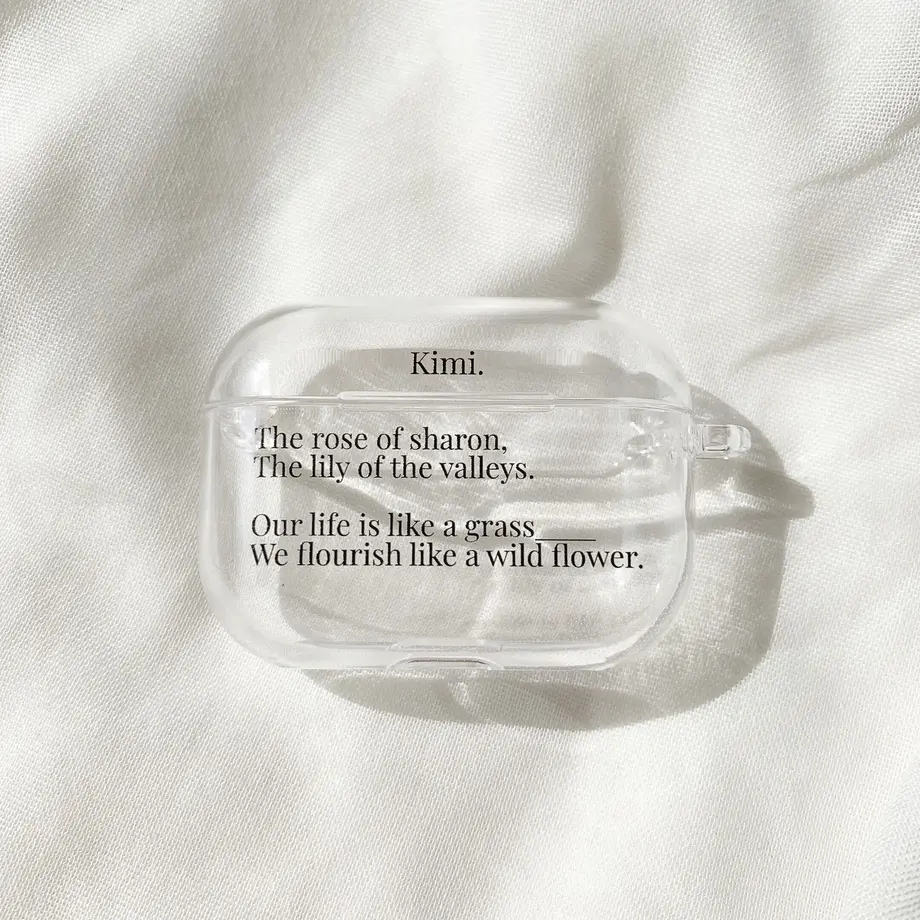 Kimi.
The rose of sharon,
The lily of the valleys.
Our life is like a grass____
We flourish like a wild flower.